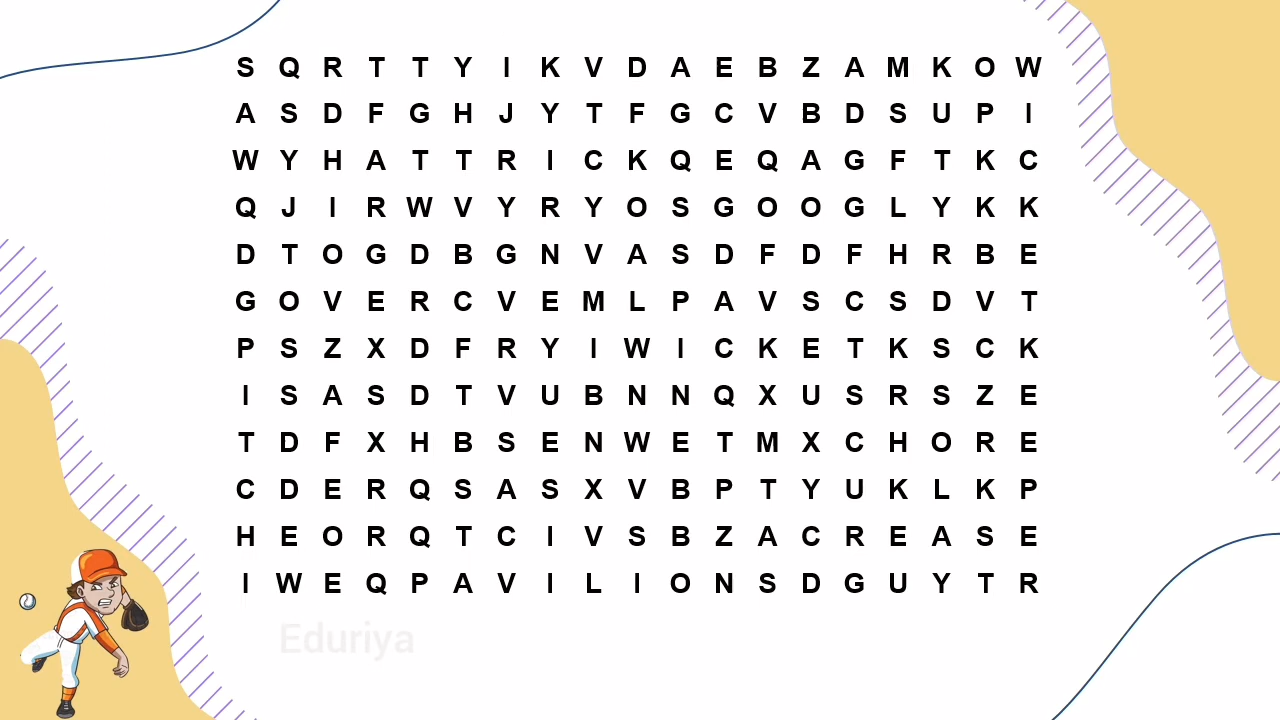 S Q R T T Y I K V D A E B Z A M K O W
A S D F G H J Y T F G C V B D S U P I
W Y H A T T R I C K Q E Q A G F T K C
Q J I R W V Y R Y O S G O O G L Y K K
D T O G D B G N V A S D F D F H R B E
G O V E R C V E M L P A V S C S D V T
P S Z X D F R Y I W I C K E T K S C K
I S A S D T V U B N N Q X U S R S Z E
T D F X H B S E N W E T M X C H O R E
C D E R Q S A S X V B P T Y U K L K P
H E O R Q T C I V S B Z A C R E A S E
I W E Q P A V I L I O N S D G U Y T R
Eduriya